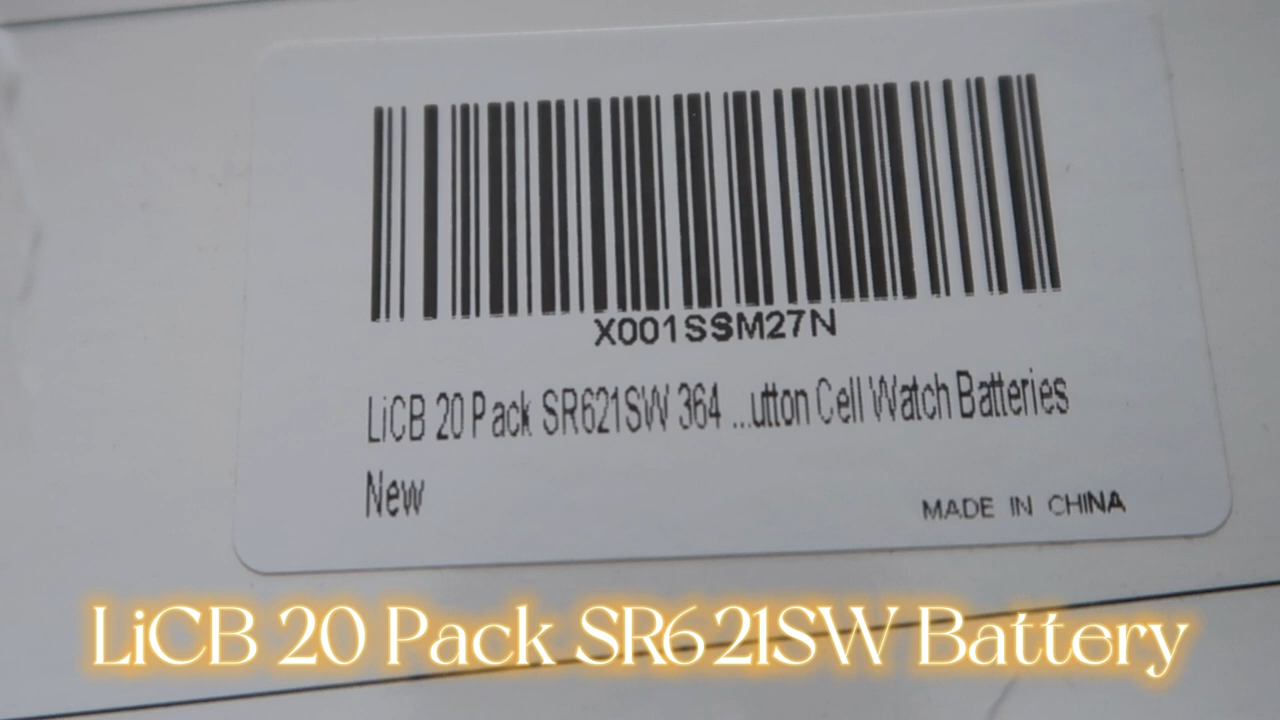 X001SSM27N
LiCB 20 Pack SR621SW 364 ...utton Cell Watch Batteries
New
MADE IN CHINA
LiCB 20 Pack SR621SW Battery